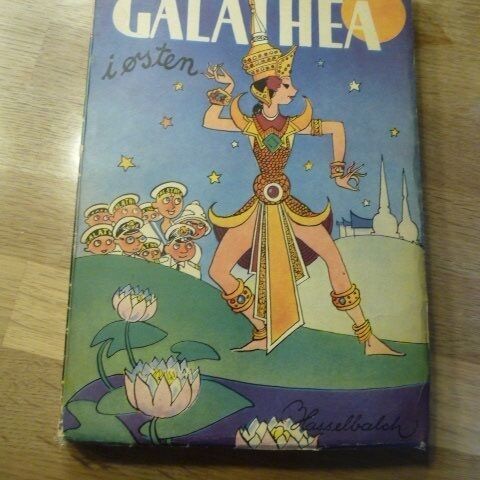 GALATHEA
i østen
Hasselbalch